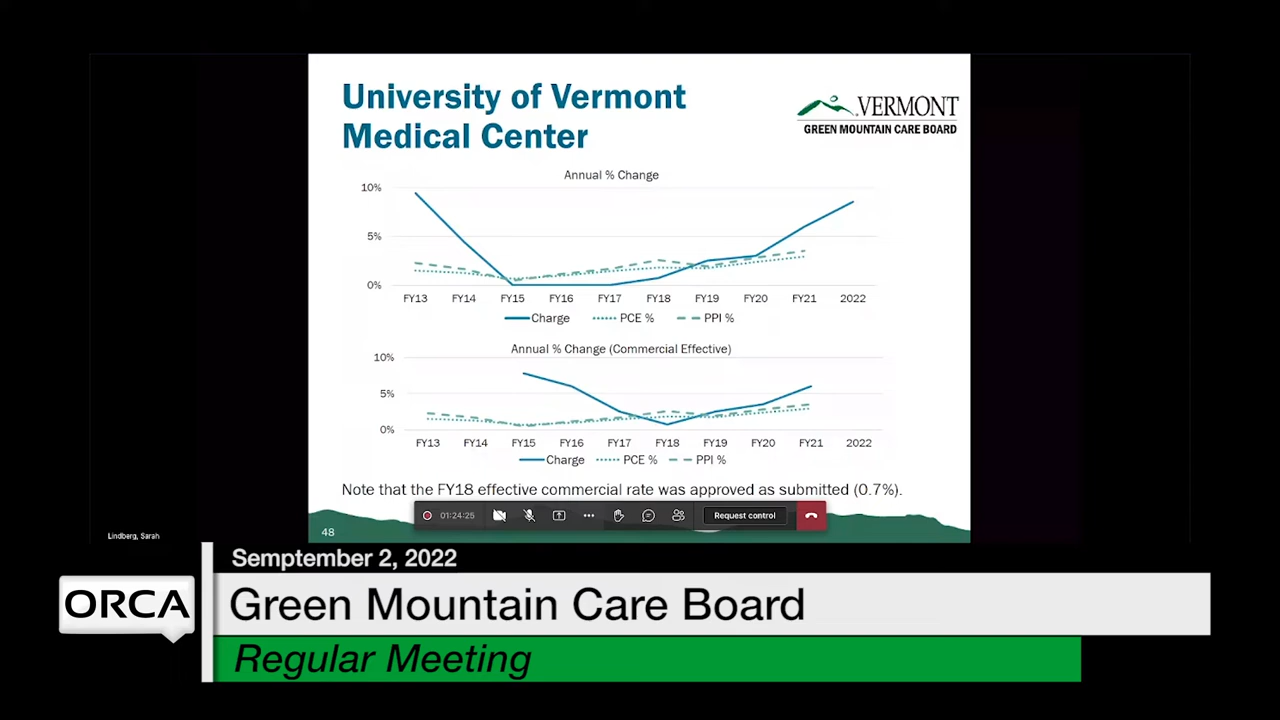 University of Vermont
Medical Center
VERMONT
GREEN MOUNTAIN CARE BOARD
Annual % Change
10%
5%
0%
FY13 FY14 FY15 FY16 FY17 FY18 FY19 FY20 FY21 2022
Charge PCE % PPI %
Annual % Change (Commercial Effective)
10%
5%
0%
FY13 FY14 FY15 FY16 FY17 FY18 FY19 FY20 FY21 2022
Charge PCE % PPI %
Note that the FY18 effective commercial rate was approved as submitted (0.7%).
01:24:25 Request control
48
Lindberg, Sarah
Semptember 2, 2022
ORCA
Green Mountain Care Board
Regular Meeting